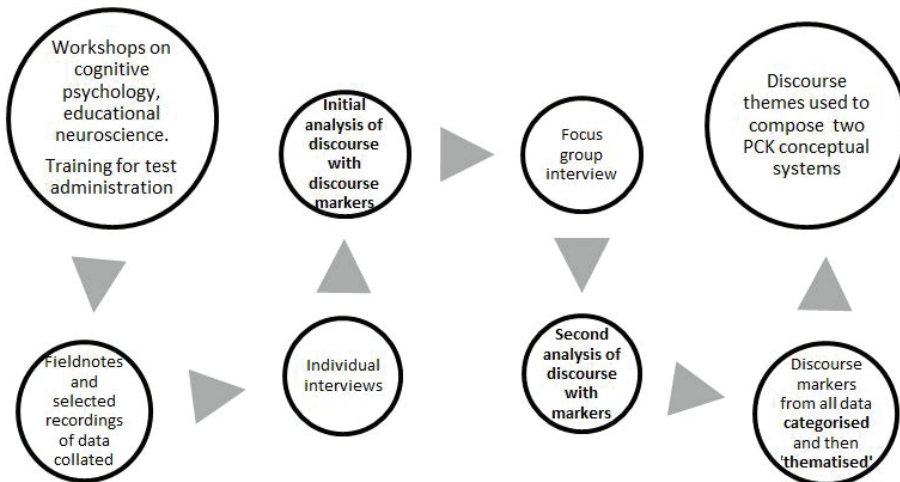 Workshops on
cognitive
psychology,
educational
neuroscience.
Training for test
administration
Fieldnotes
and
selected
recordings
of data
collated
Individual
interviews
Initial
analysis of
discourse
with
discourse
markers
Focus
group
interview
Second
analysis of
discourse
with
markers
Discourse
markers
from all data
categorised
and then
'thematised'
Discourse
themes used to
compose two
PCK conceptual
systems